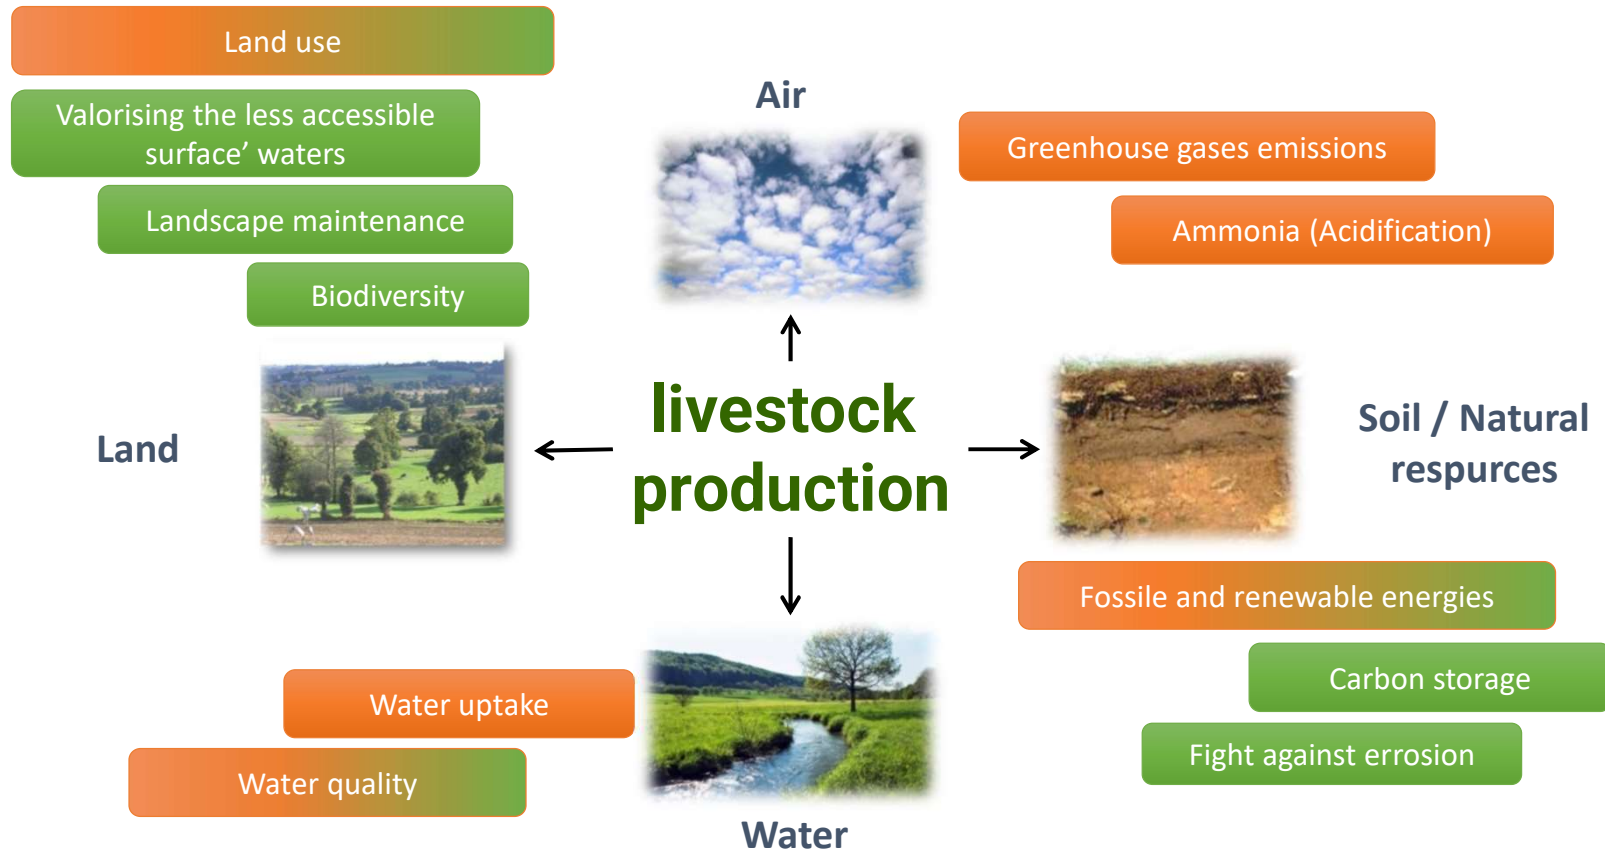 Land use
Valorising the less accessible
surface’ waters
Landscape maintenance
Biodiversity
Air
Greenhouse gases emissions
Ammonia (Acidification)
Land
livestock
production
Soil / Natural
respurces
Fossile and renewable energies
Carbon storage
Fight against errosion
Water uptake
Water quality
Water